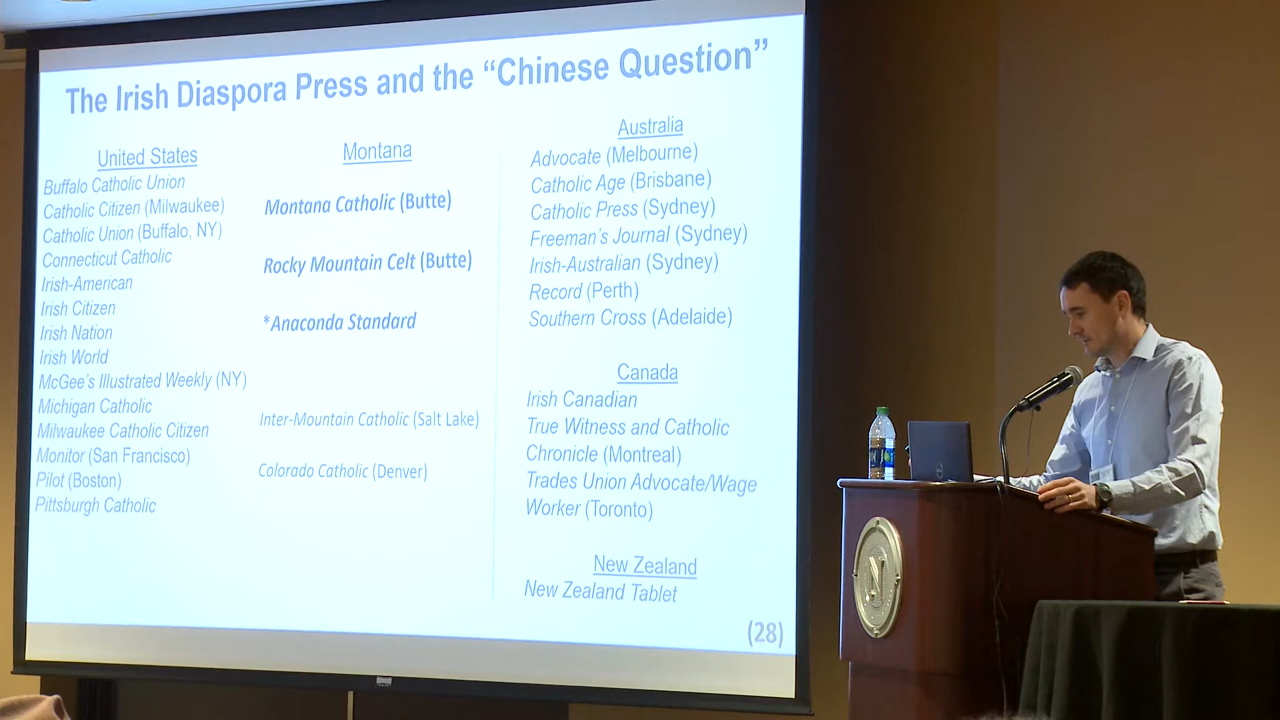 The Irish Diaspora Press and the “Chinese Question”
United States
Buffalo Catholic Union
Catholic Citizen (Milwaukee)
Catholic Union (Buffalo, NY)
Connecticut Catholic
Irish-American
Irish Citizen
Irish Nation
Irish World
McGee’s Illustrated Weekly (NY)
Michigan Catholic
Milwaukee Catholic Citizen
Monitor (San Francisco)
Pilot (Boston)
Pittsburgh Catholic
Montana
Montana Catholic (Butte)
Rocky Mountain Celt (Butte)
*Anaconda Standard
Inter-Mountain Catholic (Salt Lake)
Colorado Catholic (Denver)
Australia
Advocate (Melbourne)
Catholic Age (Brisbane)
Catholic Press (Sydney)
Freeman’s Journal (Sydney)
Irish-Australian (Sydney)
Record (Perth)
Southern Cross (Adelaide)
Canada
Irish Canadian
True Witness and Catholic
Chronicle (Montreal)
Trades Union Advocate/Wage
Worker (Toronto)
New Zealand
New Zealand Tablet
(28)
N